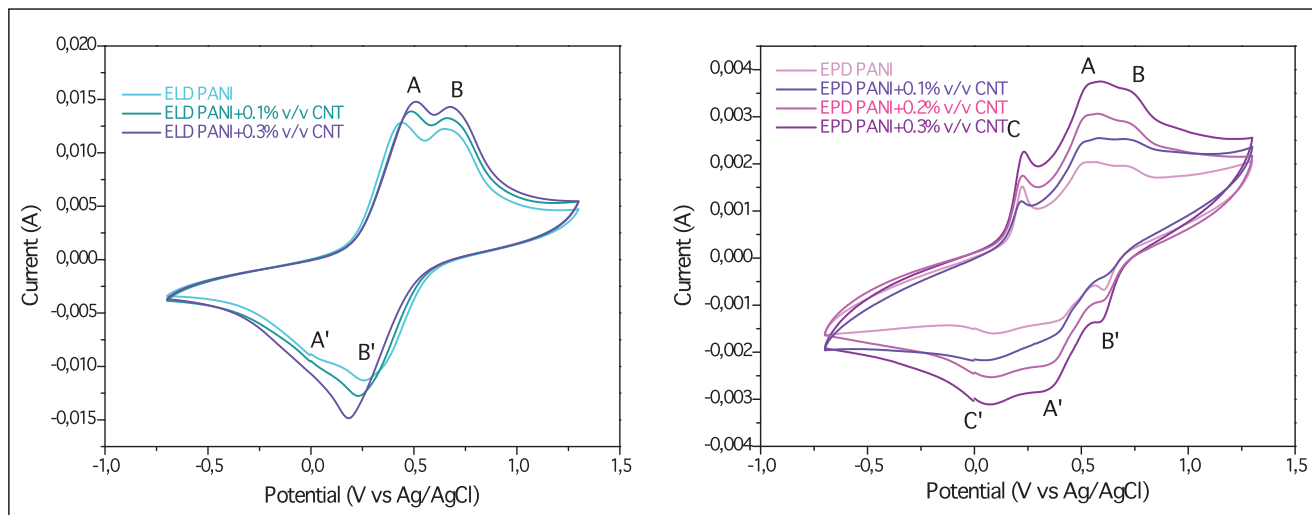 0,020
0,015
0,010
0,005
0,000
-0,005
-0,010
-0,015
Current (A)
ELD PANI
ELD PANI+0.1% v/v CNT
ELD PANI+0.3% v/v CNT
A
B
A'
B'
-1,0
-0,5
0,0
0,5
1,0
1,5
Potential (V vs Ag/AgCl)
0,004
0,003
0,002
0,001
0,000
-0,001
-0,002
-0,003
-0,004
Current (A)
EPD PANI
EPD PANI+0.1% v/v CNT
EPD PANI+0.2% v/v CNT
EPD PANI+0.3% v/v CNT
A
B
C
B'
A'
C'
-1,0
-0,5
0,0
0,5
1,0
1,5
Potential (V vs Ag/AgCl)